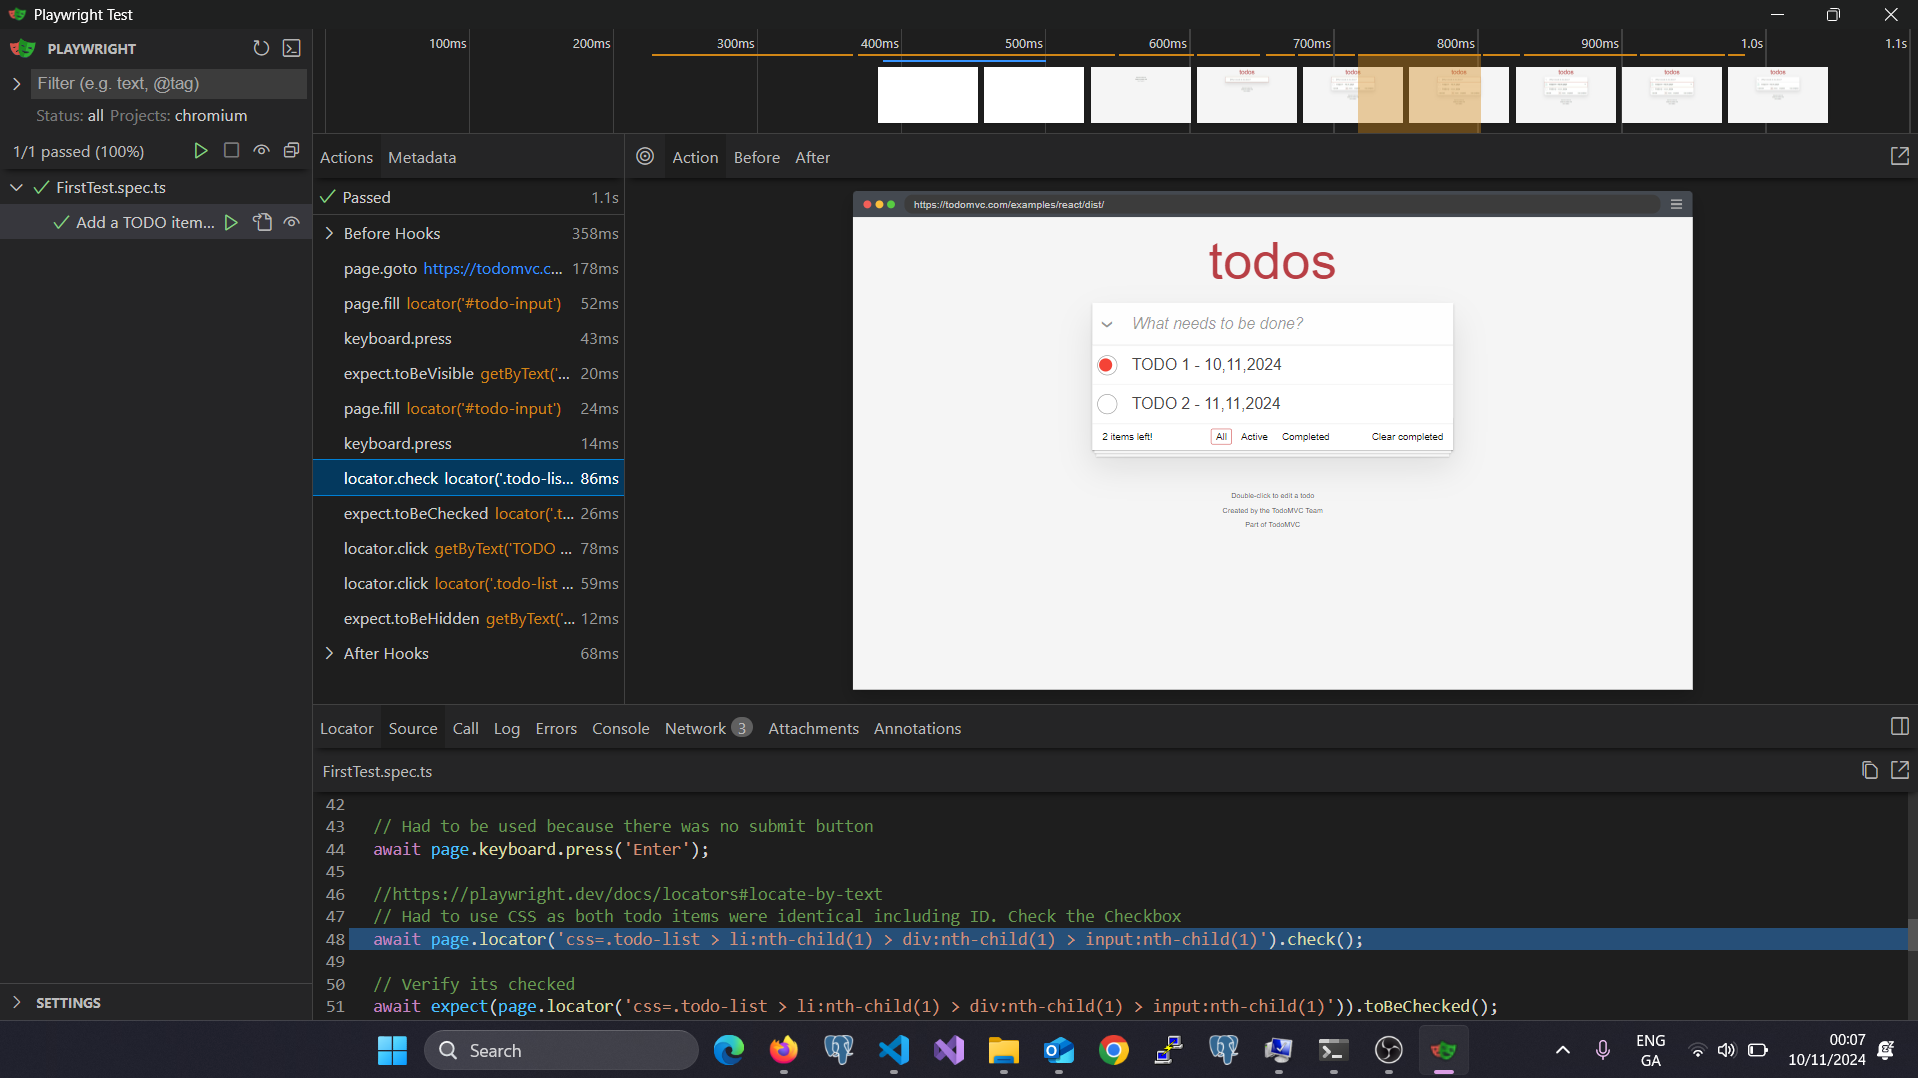 Playwright Test
PLAYWRIGHT
Filter (e.g. text, @tag)
Status: all Projects: chromium
1/1 passed (100%)
FirstTest.spec.ts
Add a TODO item...
SETTINGS
100ms 200ms 300ms 400ms 500ms 600ms 700ms 800ms 900ms 1.0s 1.1s
todos todos todos todos todos todos
Actions Metadata
Passed 1.1s
Before Hooks 358ms
page.goto https://todomvc.c... 178ms
page.fill locator('#todo-input') 52ms
keyboard.press 43ms
expect.toBeVisible getByText('... 20ms
page.fill locator('#todo-input') 24ms
keyboard.press 14ms
locator.check locator('.todo-lis... 86ms
expect.toBeChecked locator('.t... 26ms
locator.click getByText('TODO ... 78ms
locator.click locator('.todo-list ... 59ms
expect.toBeHidden getByText('... 12ms
After Hooks 68ms
Action Before After
https://todomvc.com/examples/react/dist/
todos
What needs to be done?
TODO 1 - 10,11,2024
TODO 2 - 11,11,2024
2 items left! All Active Completed Clear completed
Double-click to edit a todo
Created by the TodoMVC Team
Part of TodoMVC
Locator Source Call Log Errors Console Network 3 Attachments Annotations
FirstTest.spec.ts
42
43 // Had to be used because there was no submit button
44 await page.keyboard.press('Enter');
45
46 //https://playwright.dev/docs/locators#locate-by-text
47 // Had to use CSS as both todo items were identical including ID. Check the Checkbox
48 await page.locator('css=.todo-list > li:nth-child(1) > div:nth-child(1) > input:nth-child(1)').check();
49
50 // Verify its checked
51 await expect(page.locator('css=.todo-list > li:nth-child(1) > div:nth-child(1) > input:nth-child(1)')).toBeChecked();
Search
ENG
GA
00:07
10/11/2024